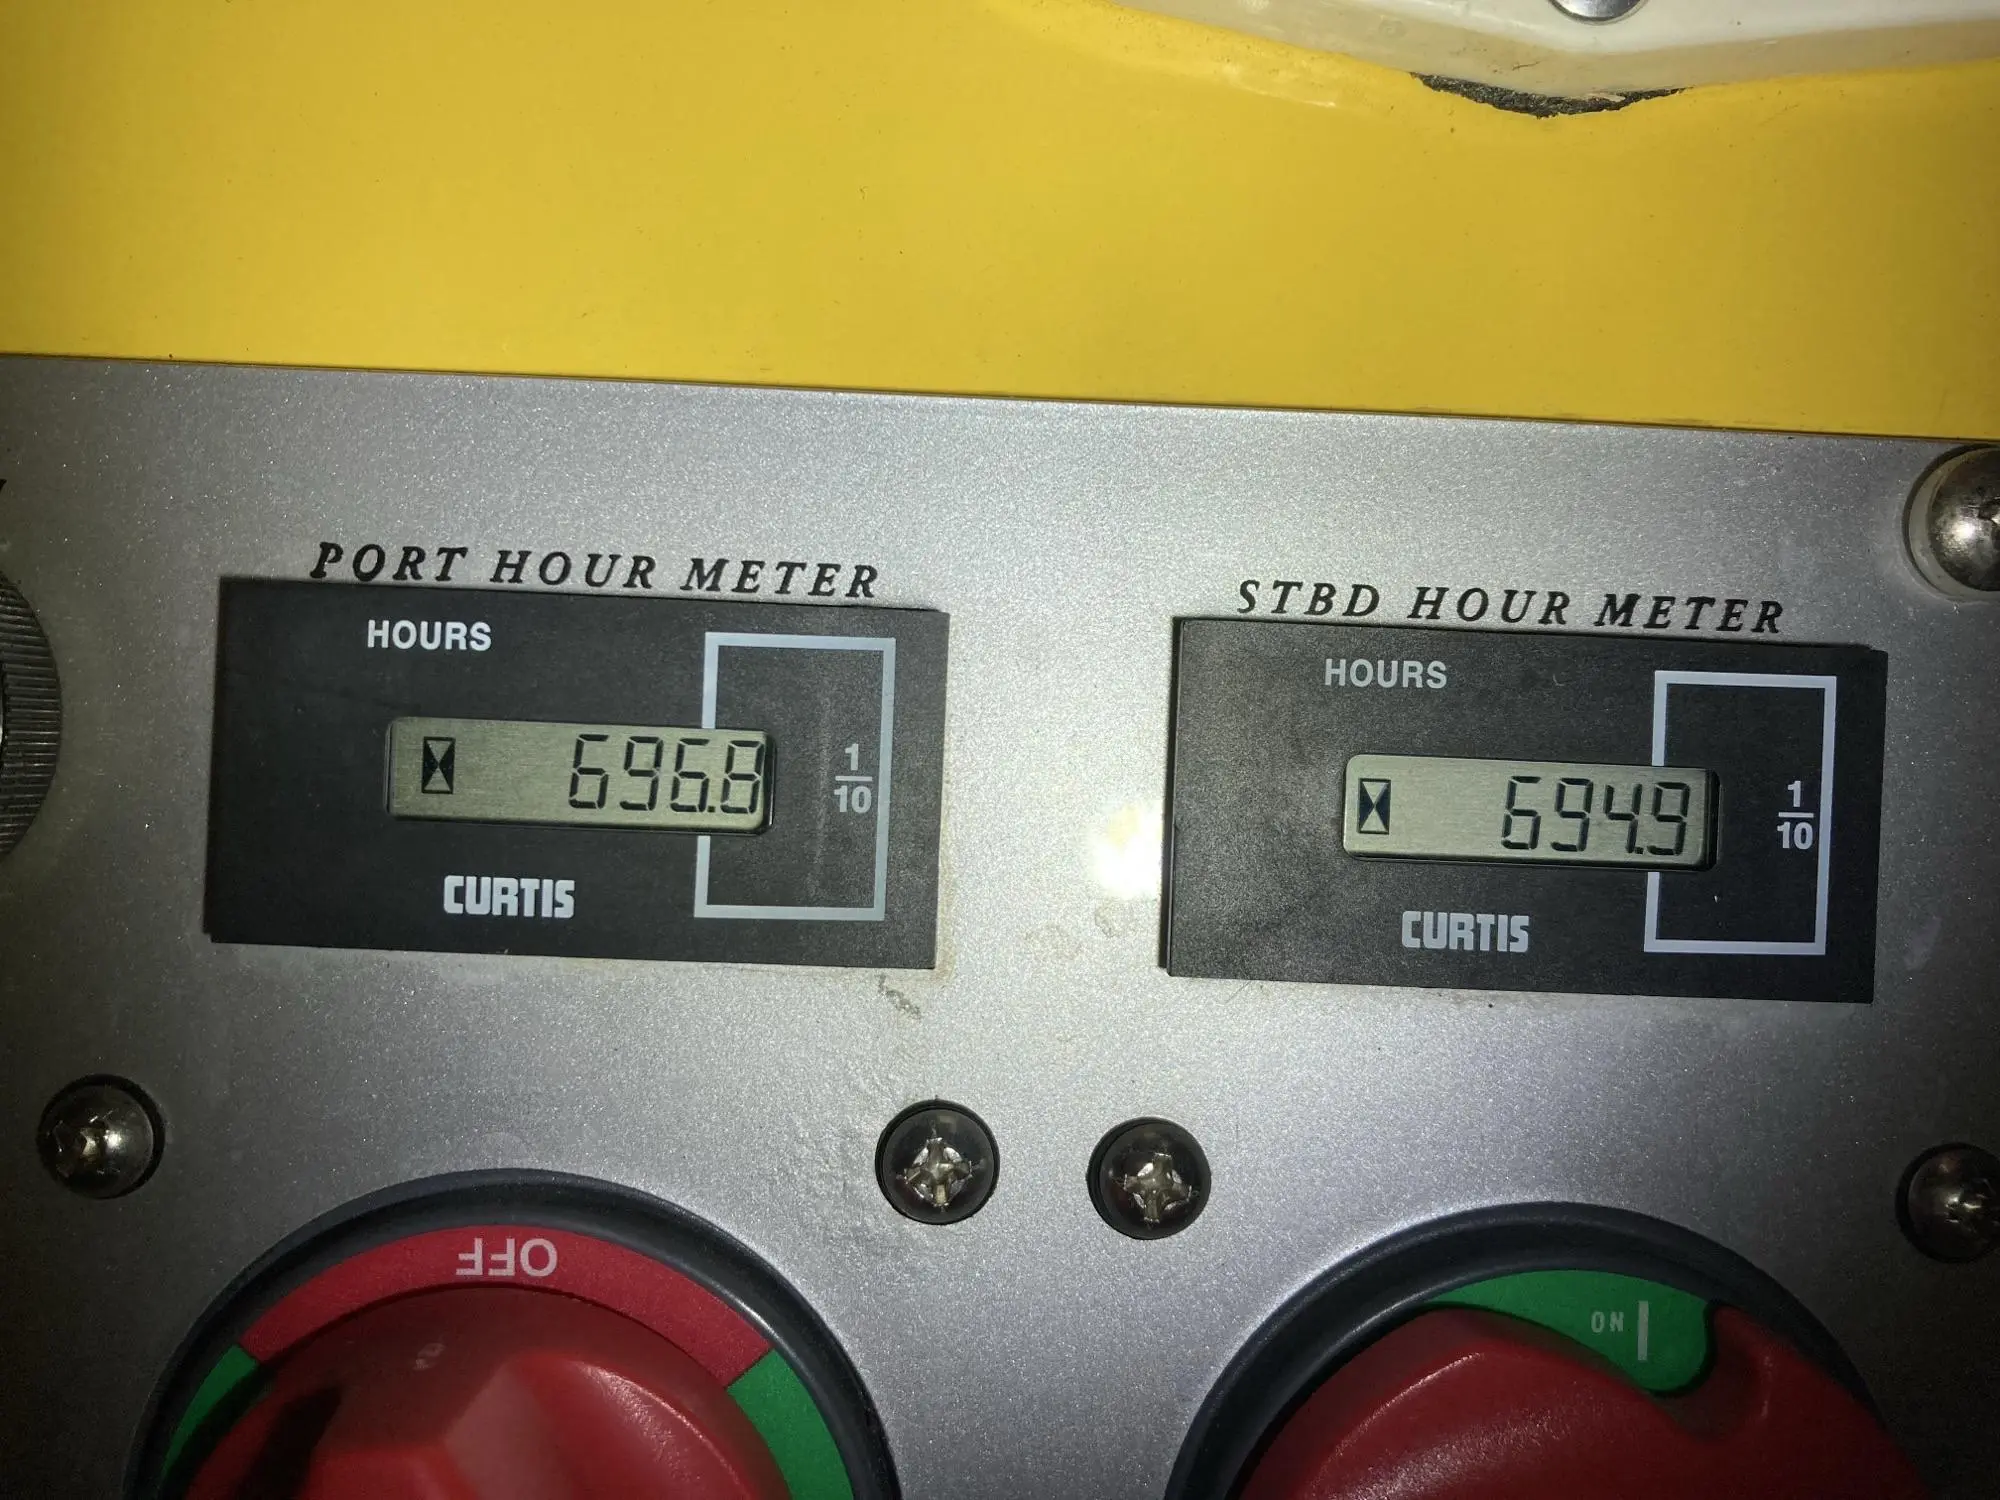 PORT HOUR METER
HOURS
696.8
1
10
CURTIS
STBD HOUR METER
HOURS
694.9
1
10
CURTIS
OFF
ON